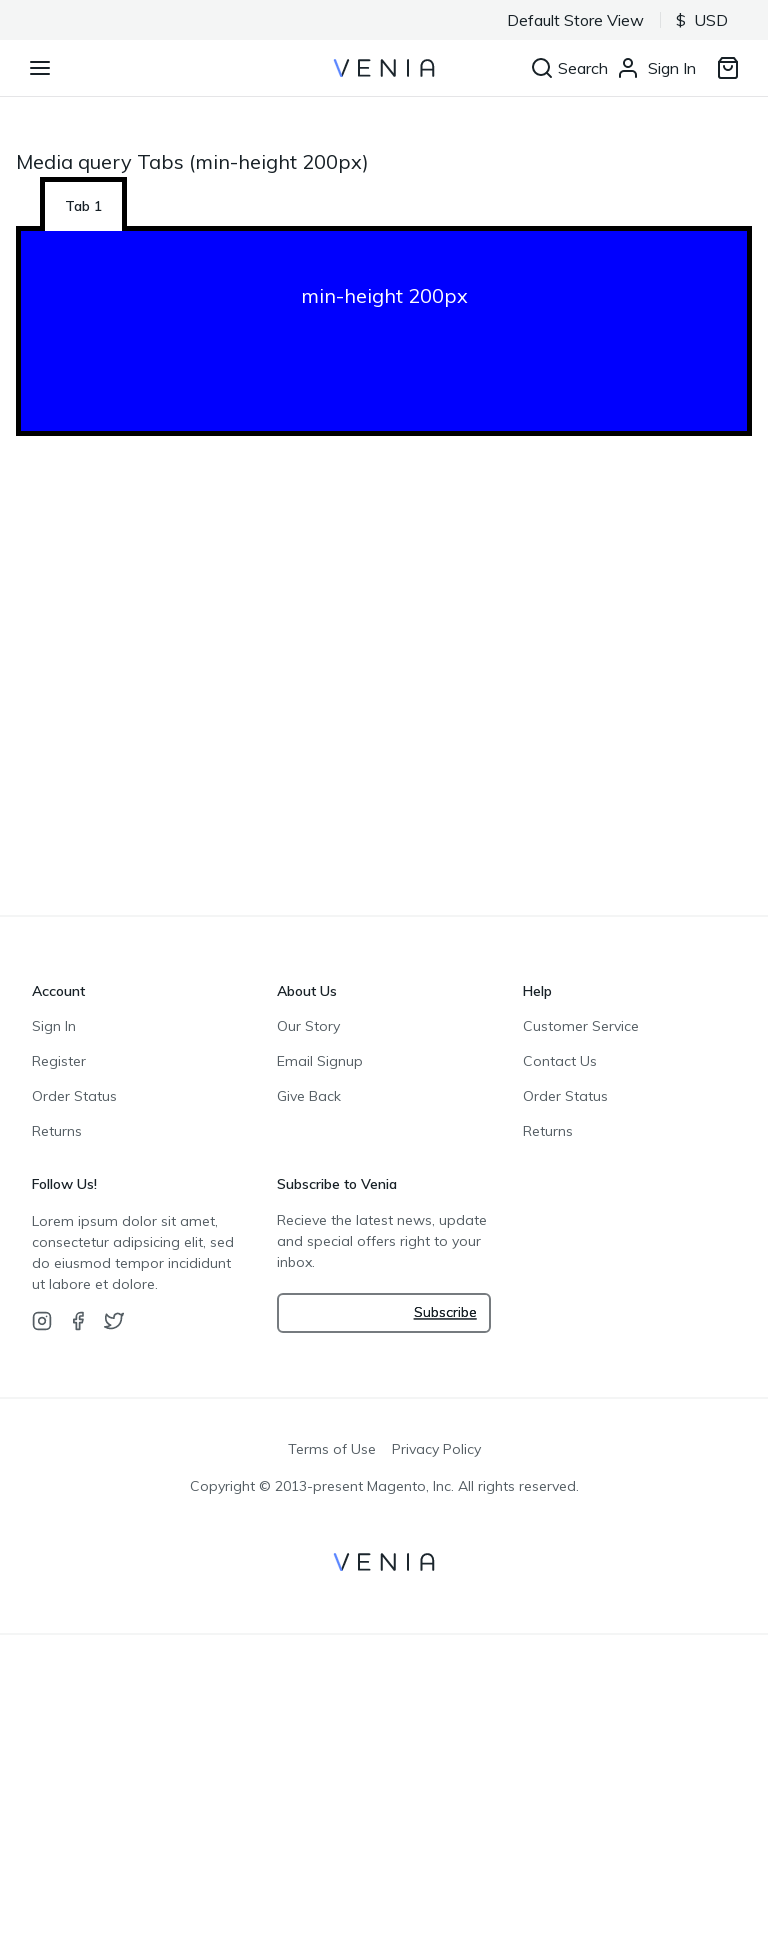 Default Store View
$ USD
VENIA
Search
Sign In
Media query Tabs (min-height 200px)
Tab 1
min-height 200px
Account
Sign In
Register
Order Status
Returns
About Us
Our Story
Email Signup
Give Back
Help
Customer Service
Contact Us
Order Status
Returns
Follow Us!
Lorem ipsum dolor sit amet,
consectetur adipsicing elit, sed
do eiusmod tempor incididunt
ut labore et dolore.
Subscribe to Venia
Recieve the latest news, update
and special offers right to your
inbox.
Subscribe
Terms of Use
Privacy Policy
Copyright © 2013-present Magento, Inc. All rights reserved.
VENIA